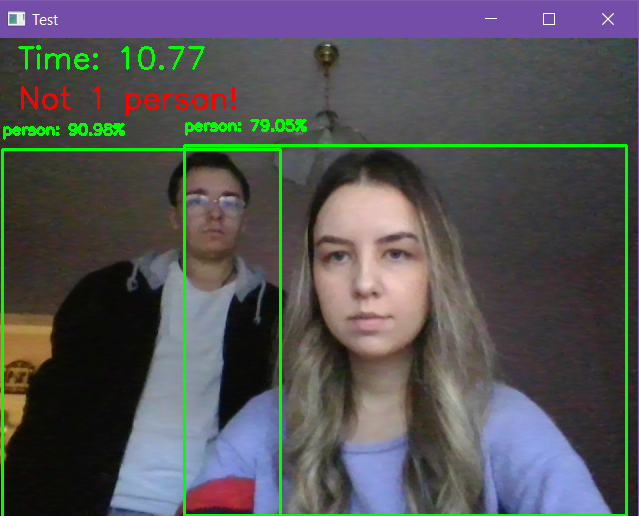 Test
Time: 10.77
Not 1 person!
person: 90.98%
person: 79.05%